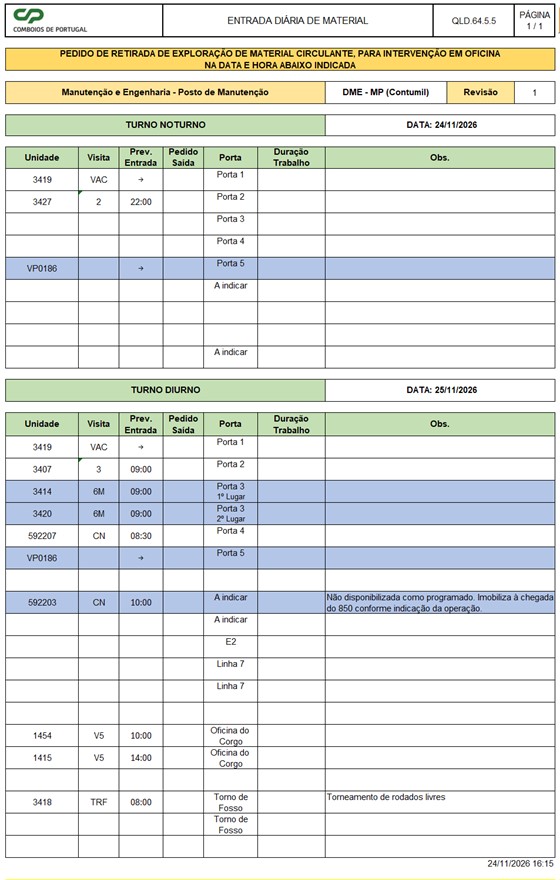 CP
COMBOIOS DE PORTUGAL
ENTRADA DIÁRIA DE MATERIAL
QLD.64.5.5
PÁGINA
1 / 1
PEDIDO DE RETIRADA DE EXPLORAÇÃO DE MATERIAL CIRCULANTE, PARA INTERVENÇÃO EM OFICINA
NA DATA E HORA ABAIXO INDICADA
Manutenção e Engenharia - Posto de Manutenção DME - MP (Contumil) Revisão 1
TURNO NOTURNO DATA: 24/11/2026
Unidade Visita Prev. Entrada Pedido Saída Porta Duração Trabalho Obs.
3419 VAC → Porta 1
3427 2 22:00 Porta 2
Porta 3
Porta 4
VP0186 → Porta 5
A indicar
A indicar
TURNO DIURNO DATA: 25/11/2026
Unidade Visita Prev. Entrada Pedido Saída Porta Duração Trabalho Obs.
3419 VAC → Porta 1
3407 3 09:00 Porta 2
3414 6M 09:00 Porta 3 1º Lugar
3420 6M 09:00 Porta 3 2º Lugar
592207 CN 08:30 Porta 4
VP0186 → Porta 5
592203 CN 10:00 A indicar Não disponibilizada como programado. Imobiliza à chegada
do 850 conforme indicação da operação.
A indicar
E2
Linha 7
Linha 7
1454 V5 10:00 Oficina do Corgo
1415 V5 14:00 Oficina do Corgo
3418 TRF 08:00 Torno de Fosso Torneamento de rodados livres
Torno de Fosso
24/11/2026 16:15